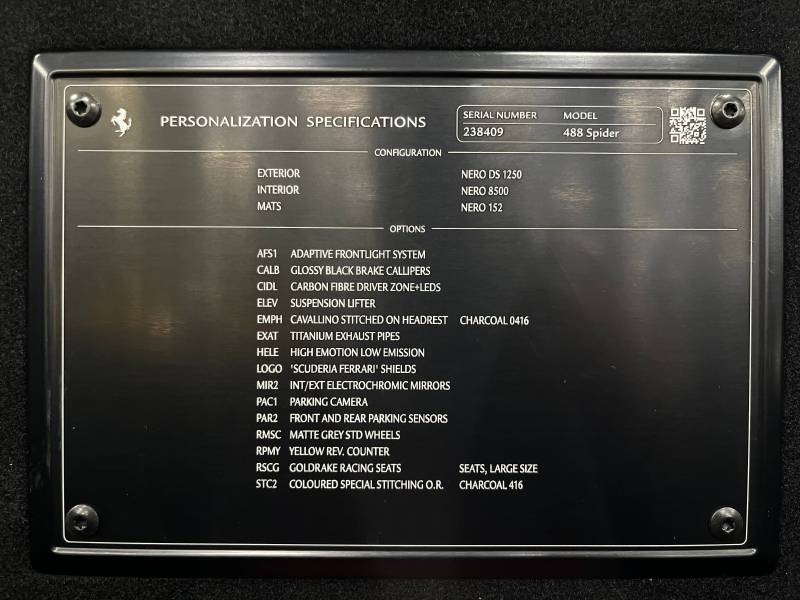 PERSONALIZATION SPECIFICATIONS
SERIAL NUMBER MODEL
238409 488 Spider
CONFIGURATION
EXTERIOR NERO DS 1250
INTERIOR NERO 8500
MATS NERO 152
OPTIONS
AFS1 ADAPTIVE FRONTLIGHT SYSTEM
CALB GLOSSY BLACK BRAKE CALLIPERS
CIDL CARBON FIBRE DRIVER ZONE+LEDS
ELEV SUSPENSION LIFTER
EMPH CAVALLINO STITCHED ON HEADREST CHARCOAL 0416
EXAT TITANIUM EXHAUST PIPES
HELE HIGH EMOTION LOW EMISSION
LOGO 'SCUDERIA FERRARI' SHIELDS
MIR2 INT/EXT ELECTROCHROMIC MIRRORS
PAC1 PARKING CAMERA
PAR2 FRONT AND REAR PARKING SENSORS
RMSC MATTE GREY STD WHEELS
RPMY YELLOW REV. COUNTER
RSCG GOLDRAKE RACING SEATS SEATS, LARGE SIZE
STC2 COLOURED SPECIAL STITCHING O.R. CHARCOAL 416